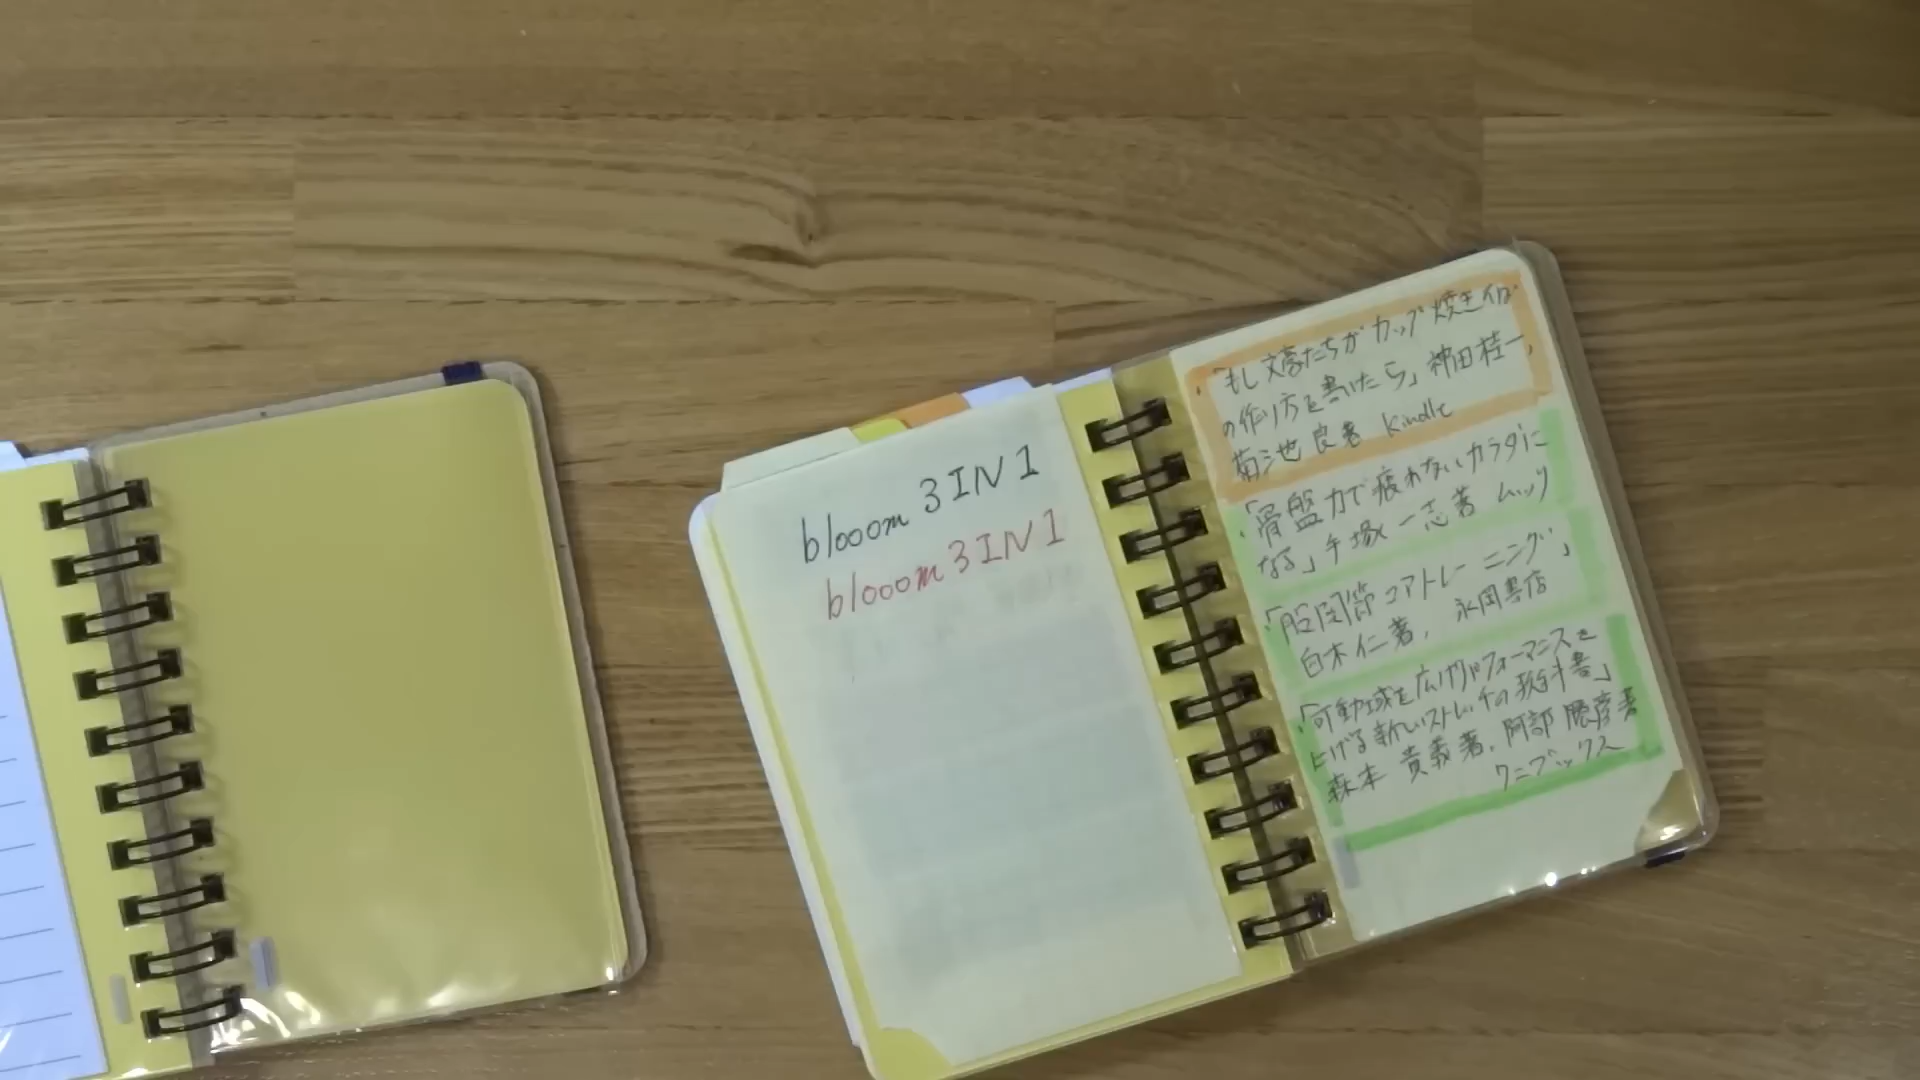 blooom 3 IN 1
blooom 3 IN 1
・「もし文豪たちがカップ焼きそば
の作り方を書いたら」神田桂一,
菊池 良著 Kindle
・「骨盤力で疲れないカラダに
なる」手塚一志著 ムック
・「股関節コアトレーニング」
白木仁著, 永岡書店
・「可動域を広げパフォーマンスを
上げる新しいストレッチの教科書」
森本 貴義著, 阿部 勝彦著
ワニブックス